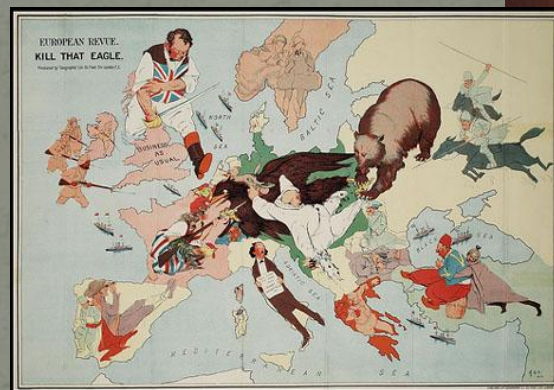 EUROPEAN REVUE.
KILL THAT EAGLE.
NORTH
SEA
BALTIC SEA
BUSINESS
AS
USUAL
BLACK SEA
ADRIATIC SEA
MEDITERRANEAN SEA